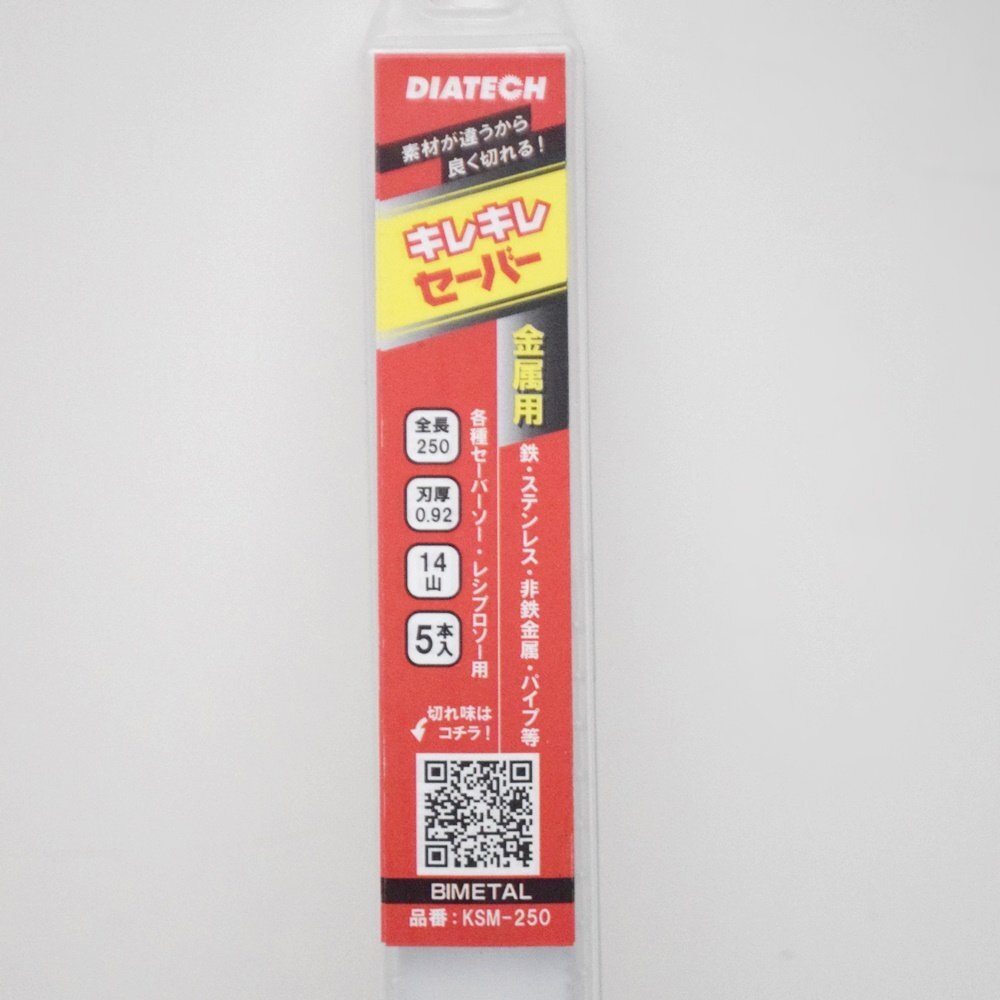 DIATECH
素材が違うから
良く切れる!
キレキレ
セーバー
金属用
鉄・ステンレス・非鉄金属・パイプ等
各種セーバーソー・レシプロソー用
全長
250
刃厚
0.92
14
山
5本入
切れ味は
コチラ!
BIMETAL
品番:KSM-250